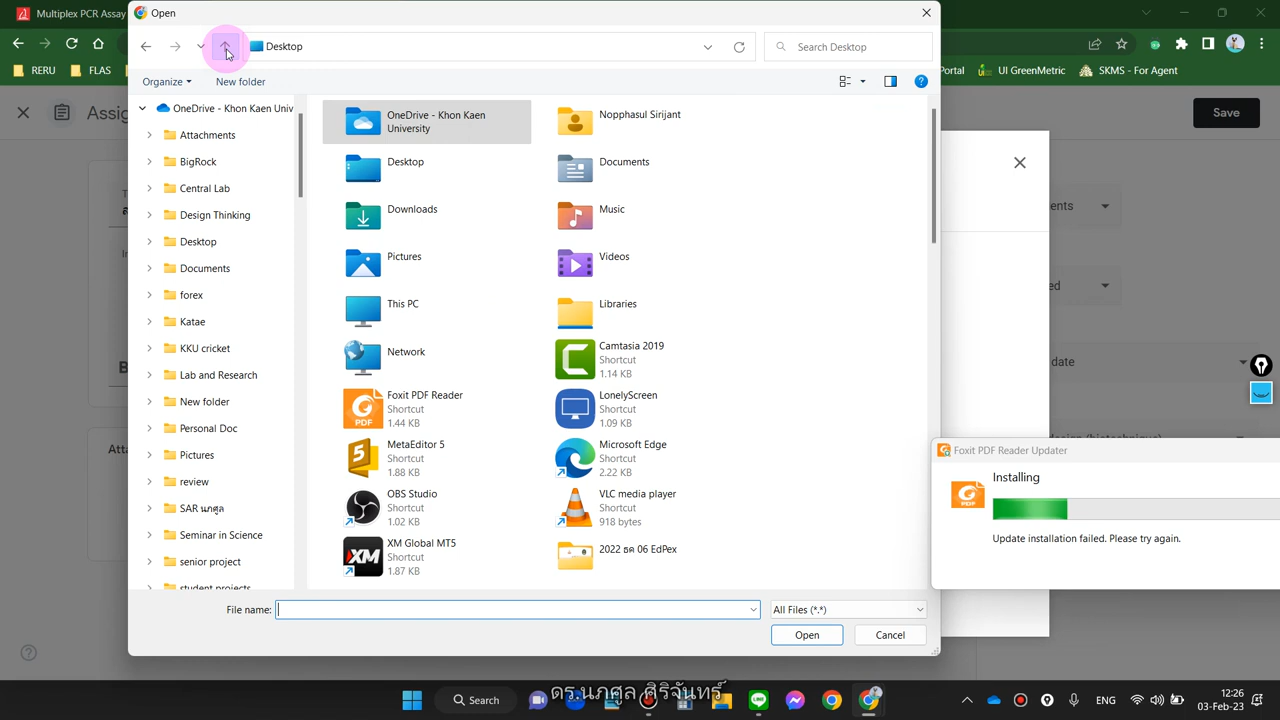 Multiplex PCR Assay
Open
Desktop
Search Desktop
RERU
FLAS
Portal
UI GreenMetric
SKMS - For Agent
Organize
New folder
Save
OneDrive - Khon Kaen Univ
Attachments
BigRock
Central Lab
Design Thinking
Desktop
Documents
forex
Katae
KKU cricket
Lab and Research
New folder
Personal Doc
Pictures
review
SAR นภศูล
Seminar in Science
senior project
student projects
OneDrive - Khon Kaen
University
Nopphasul Sirijant
Desktop
Documents
Downloads
Music
Pictures
Videos
This PC
Libraries
Network
Camtasia 2019
Shortcut
1.14 KB
Foxit PDF Reader
Shortcut
1.44 KB
LonelyScreen
Shortcut
1.09 KB
MetaEditor 5
Shortcut
1.88 KB
Microsoft Edge
Shortcut
2.22 KB
OBS Studio
Shortcut
1.02 KB
VLC media player
Shortcut
918 bytes
XM Global MT5
Shortcut
1.87 KB
2022 ธค 06 EdPex
File name:
All Files (*.*)
Open
Cancel
Foxit PDF Reader Updater
Installing
Update installation failed. Please try again.
ดร.นภศูล ศิริจันทร์
Search
ENG
12:26
03-Feb-23